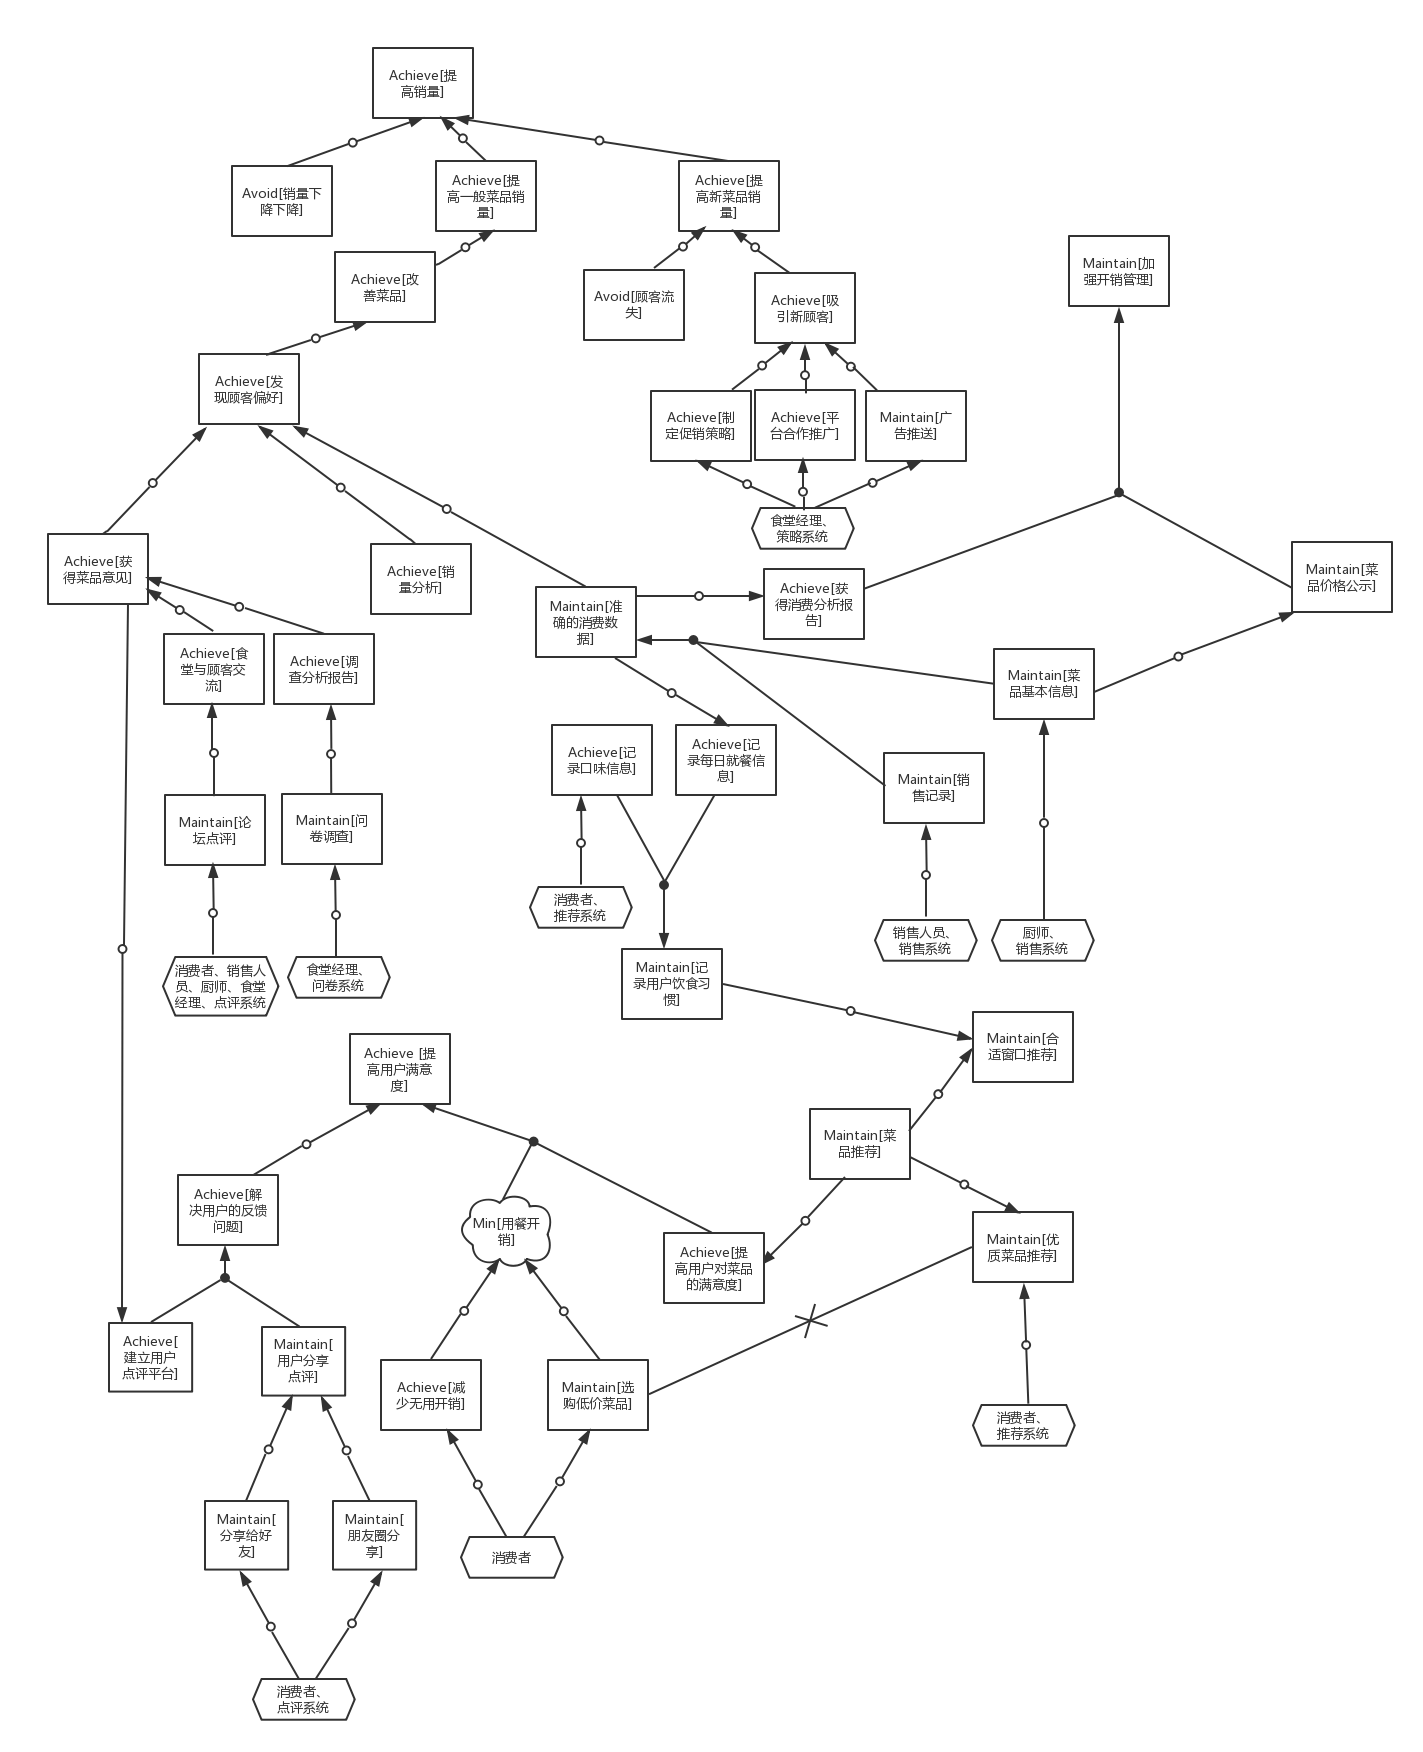 Achieve[提
高销量]
Avoid[销量下
降下降]
Achieve[提
高一般菜品销
量]
Achieve[提
高新菜品销
量]
Achieve[改
善菜品]
Avoid[顾客流
失]
Achieve[吸
引新顾客]
Maintain[加
强开销管理]
Achieve[发
现顾客偏好]
Achieve[制
定促销策略]
Achieve[平
台合作推广]
Maintain[广
告推送]
食堂经理、
策略系统
Achieve[获
得菜品意见]
Achieve[销
量分析]
Maintain[准
确的消费数
据]
Achieve[获
得消费分析报
告]
Maintain[菜
品价格公示]
Achieve[食
堂与顾客交
流]
Achieve[调
查分析报告]
Maintain[菜
品基本信息]
Achieve[记
录口味信息]
Achieve[记
录每日就餐信
息]
Maintain[销
售记录]
Maintain[论
坛点评]
Maintain[问
卷调查]
消费者、
推荐系统
销售人员、
销售系统
厨师、
销售系统
消费者、销售人
员、厨师、食堂
经理、点评系统
食堂经理、
问卷系统
Maintain[记
录用户饮食习
惯]
Maintain[合
适窗口推荐]
Achieve [提
高用户满意
度]
Maintain[菜
品推荐]
Achieve[解
决用户的反馈
问题]
Min[用餐开
销]
Achieve[提
高用户对菜品
的满意度]
Maintain[优
质菜品推荐]
Achieve[
建立用户
点评平台]
Maintain[
用户分享
点评]
Achieve[减
少无用开销]
Maintain[选
购低价菜品]
消费者、
推荐系统
Maintain[
分享给好
友]
Maintain[
朋友圈分
享]
消费者
消费者、
点评系统